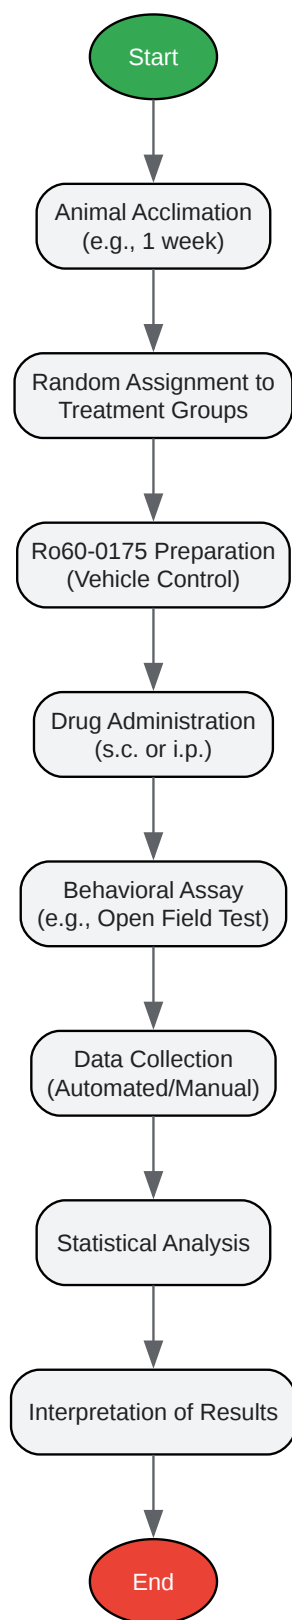 Start
Animal Acclimation
(e.g., 1 week)
Random Assignment to
Treatment Groups
Ro60-0175 Preparation
(Vehicle Control)
Drug Administration
(s.c. or i.p.)
Behavioral Assay
(e.g., Open Field Test)
Data Collection
(Automated/Manual)
Statistical Analysis
Interpretation of Results
End